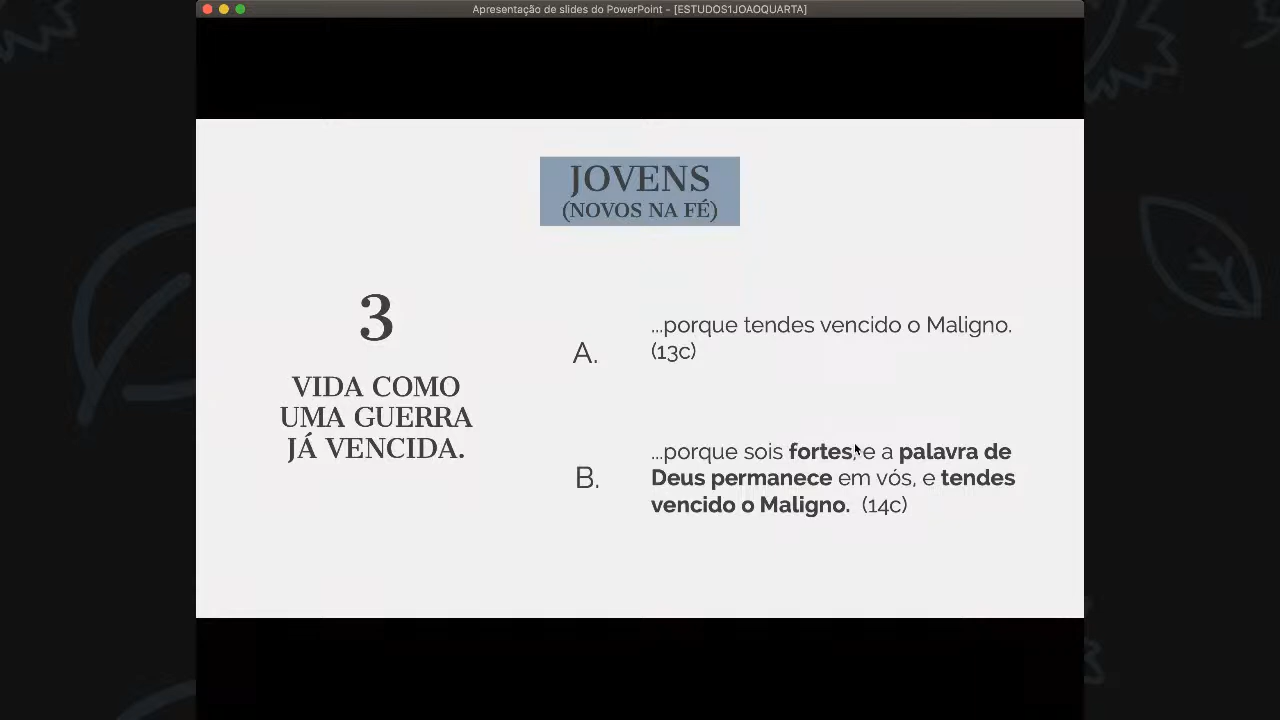 Apresentação de slides do PowerPoint - [ESTUDOS1JOAOQUARTA]
JOVENS
(NOVOS NA FÉ)
3
VIDA COMO
UMA GUERRA
JÁ VENCIDA.
A.
...porque tendes vencido o Maligno.
(13c)
B.
...porque sois fortes, e a palavra de
Deus permanece em vós, e tendes
vencido o Maligno. (14c)